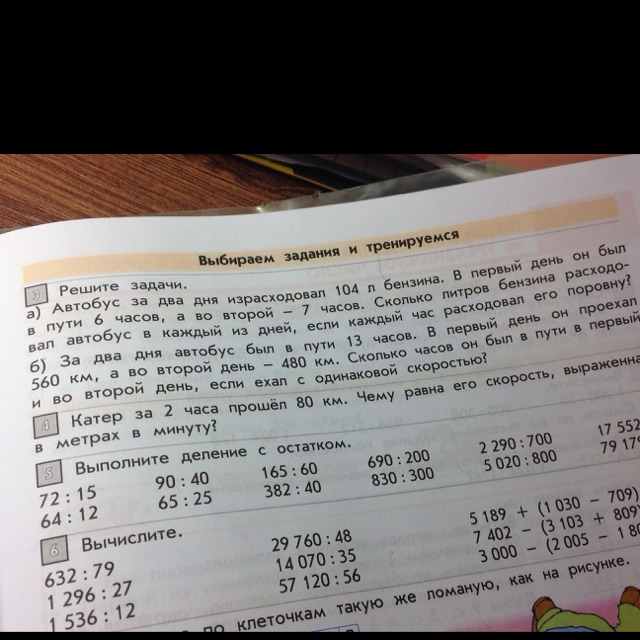 Выбираем задания и тренируемся
3 Решите задачи.
а) Автобус за два дня израсходовал 104 л бензина. В первый день он был
в пути 6 часов, а во второй – 7 часов. Сколько литров бензина расходо-
вал автобус в каждый из дней, если каждый час расходовал его поровну?
б) За два дня автобус был в пути 13 часов. В первый день он проехал
560 км, а во второй день – 480 км. Сколько часов он был в пути в первый
и во второй день, если ехал с одинаковой скоростью?
4 Катер за 2 часа прошёл 80 км. Чему равна его скорость, выраженна
в метрах в минуту?
5 Выполните деление с остатком.
72 : 15 90 : 40 165 : 60 690 : 200 2 290 : 700 17 552
64 : 12 65 : 25 382 : 40 830 : 300 5 020 : 800 79 179
6 Вычислите.
632 : 79 29 760 : 48 5 189 + (1 030 – 709)
1 296 : 27 14 070 : 35 7 402 – (3 103 + 809)
1 536 : 12 57 120 : 56 3 000 – (2 005 – 1 80
по клеточкам такую же ломаную, как на рисунке.